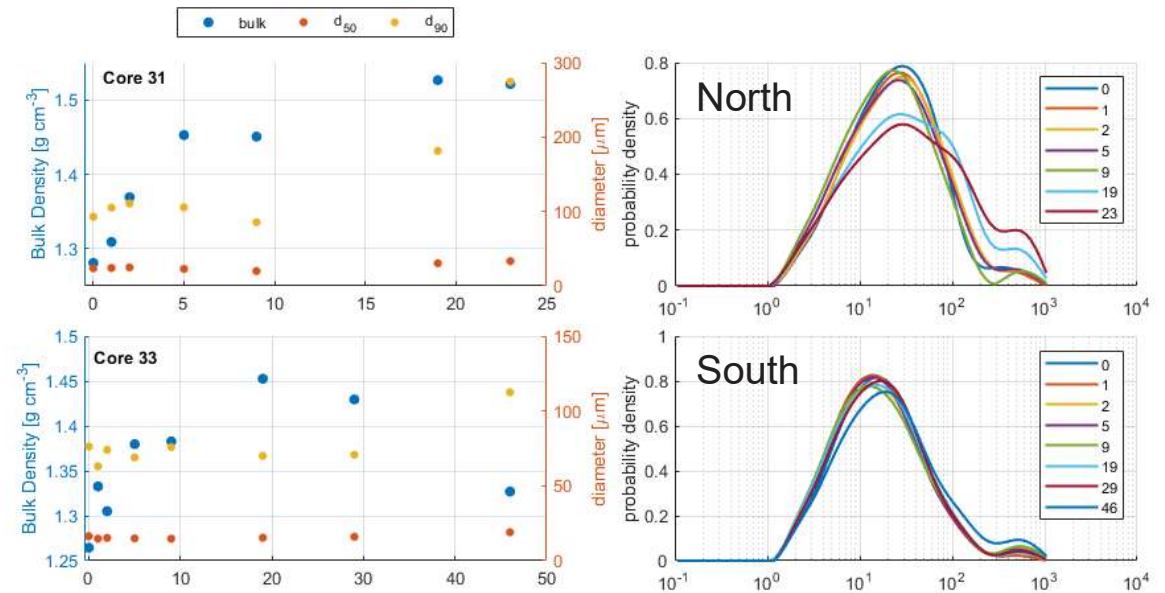 bulk d50 d90
Core 31
Bulk Density [g cm-3]
1.5
1.4
1.3
0 5 10 15 20 25
300
200
100
0
diameter [μm]
North
probability density
0.8
0.6
0.4
0.2
0
10-1 100 101 102 103 104
0
1
2
5
9
19
23
Core 33
Bulk Density [g cm-3]
1.5
1.45
1.4
1.35
1.3
1.25
0 10 20 30 40 50
150
100
50
0
diameter [μm]
South
probability density
1
0.8
0.6
0.4
0.2
0
10-1 100 101 102 103 104
0
1
2
5
9
19
29
46